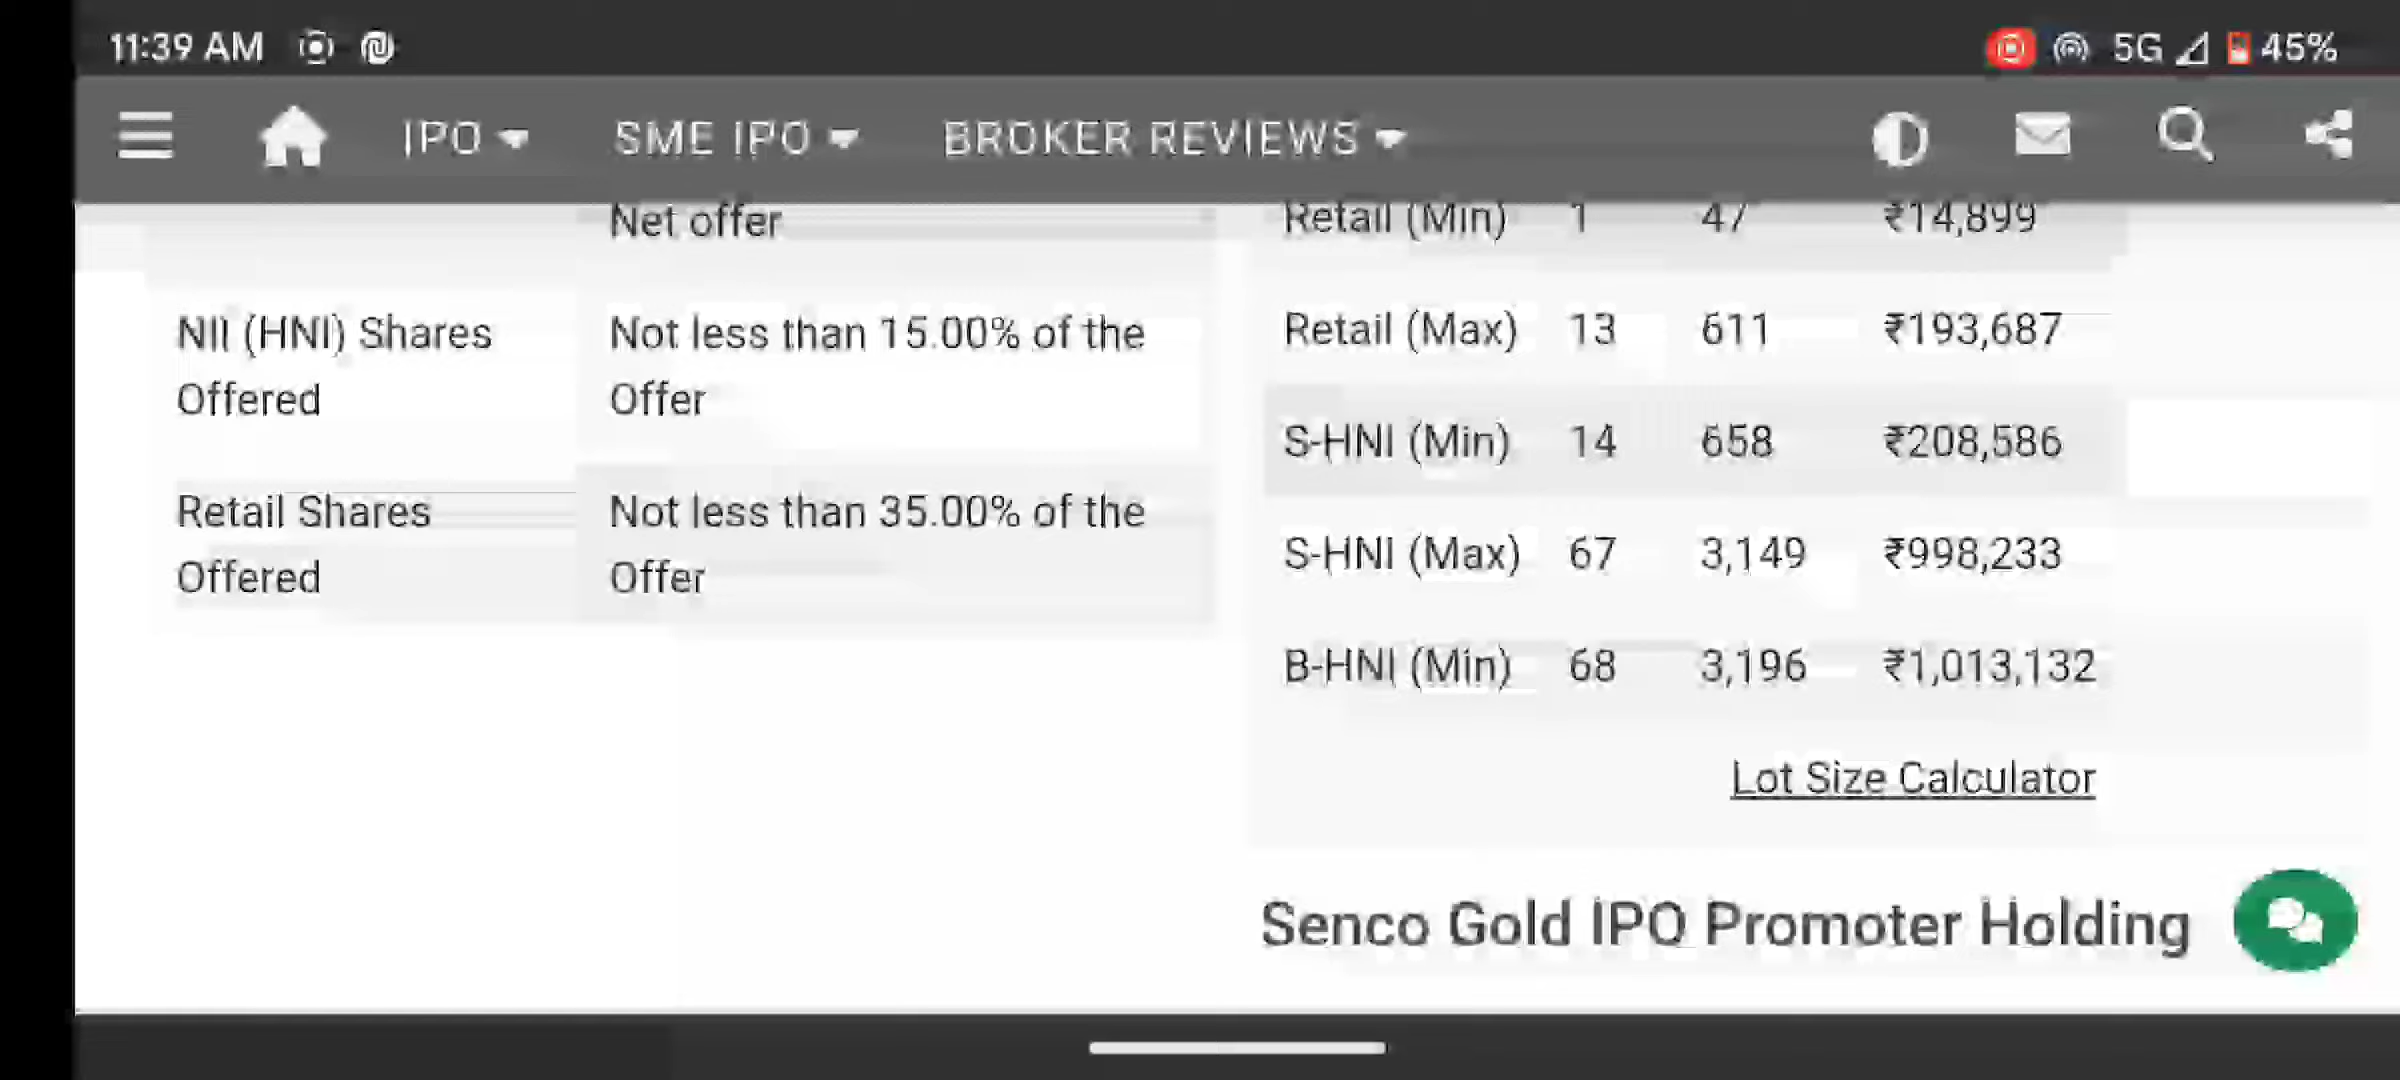 11:39 AM 5G 45%
IPO SME IPO BROKER REVIEWS
Net offer
NII (HNI) Shares Offered
Not less than 15.00% of the Offer
Retail Shares Offered
Not less than 35.00% of the Offer
Retail (Min) 1 47 ₹14,899
Retail (Max) 13 611 ₹193,687
S-HNI (Min) 14 658 ₹208,586
S-HNI (Max) 67 3,149 ₹998,233
B-HNI (Min) 68 3,196 ₹1,013,132
Lot Size Calculator
Senco Gold IPO Promoter Holding